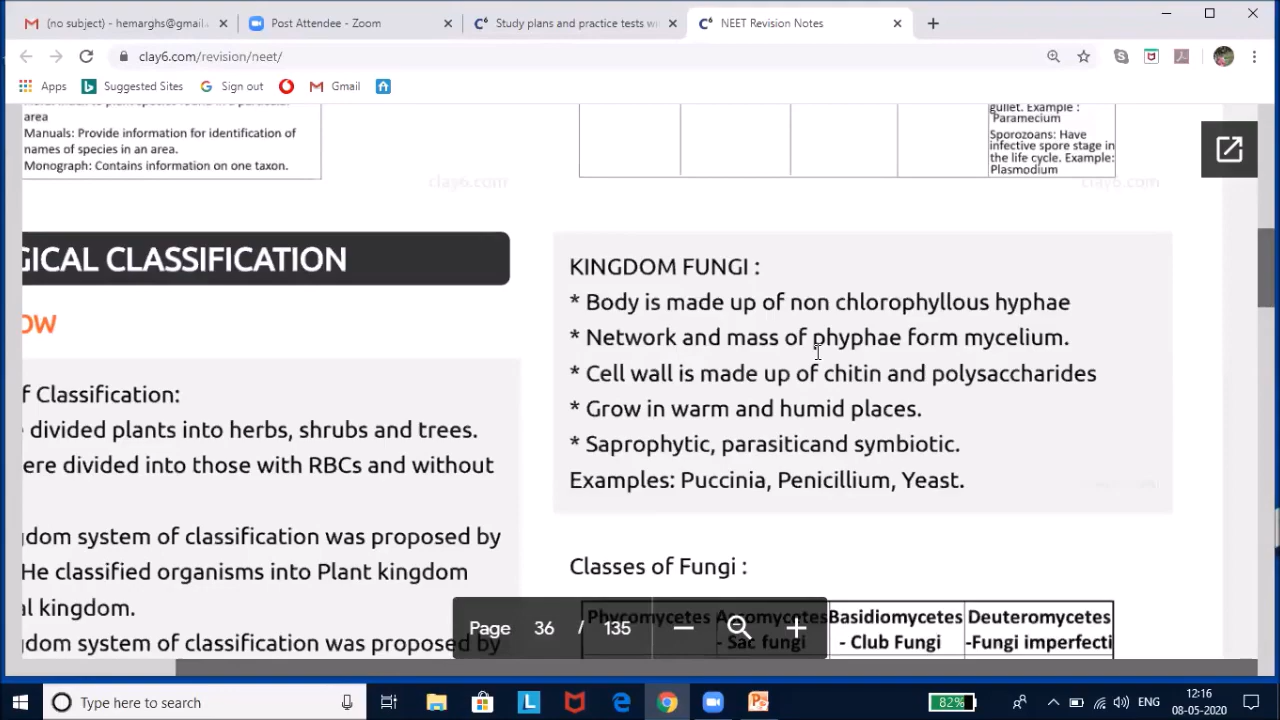 (no subject) - hemarghs@gmail.
Post Attendee - Zoom
Study plans and practice tests w
NEET Revision Notes
clay6.com/revision/neet/
Apps
Suggested Sites
Sign out
Gmail
area
Manuals: Provide information for identification of
names of species in an area.
Monograph: Contains information on one taxon.
clay6.com
gullet. Example :
Paramecium
Sporozoans: Have
infective spore stage in
the life cycle. Example:
Plasmodium
clay6.com
GICAL CLASSIFICATION
OW
f Classification:
divided plants into herbs, shrubs and trees.
ere divided into those with RBCs and without
gdom system of classification was proposed by
He classified organisms into Plant kingdom
al kingdom.
gdom system of classification was proposed by
KINGDOM FUNGI :
* Body is made up of non chlorophyllous hyphae
* Network and mass of phyphae form mycelium.
* Cell wall is made up of chitin and polysaccharides
* Grow in warm and humid places.
* Saprophytic, parasiticand symbiotic.
Examples: Puccinia, Penicillium, Yeast.
Classes of Fungi :
Phycomycetes
Ascomycetes
- Sac fungi
Basidiomycetes
- Club Fungi
Deuteromycetes
-Fungi imperfecti
Page 36 / 135
Type here to search
82%
ENG
12:16
08-05-2020